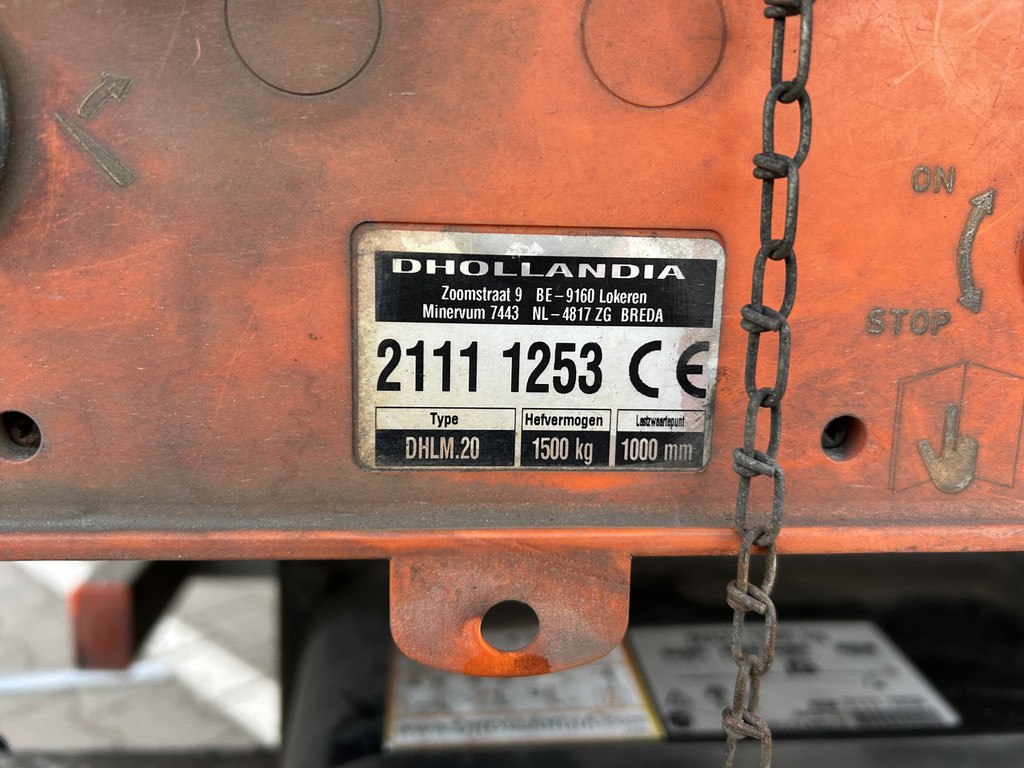 DHOLLANDIA
Zoomstraat 9 BE-9160 Lokeren
Minervum 7443 NL-4817 ZG BREDA
2111 1253 CE
Type Hefvermogen Lastzwaartepunt
DHLM.20 1500 kg 1000 mm
ON
STOP